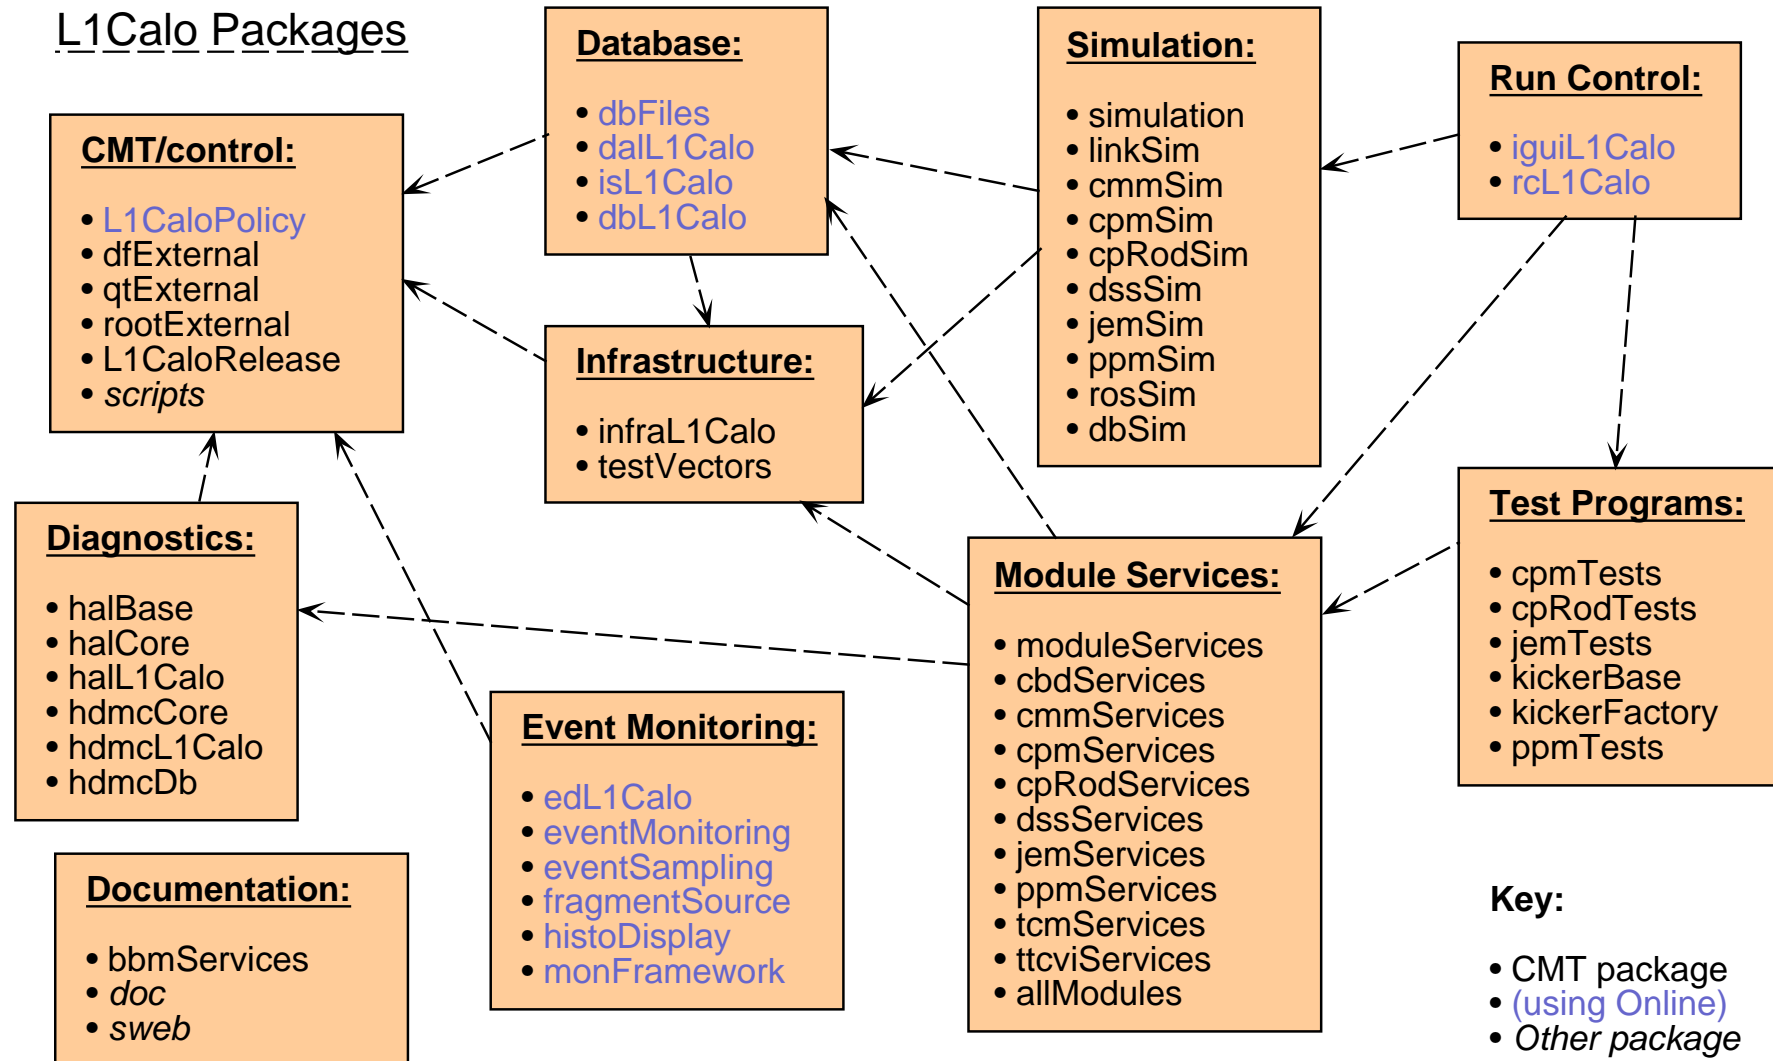 L1Calo Packages
CMT/control:
• L1CaloPolicy
• dfExternal
• qtExternal
• rootExternal
• L1CaloRelease
• scripts
Database:
• dbFiles
• dalL1Calo
• isL1Calo
• dbL1Calo
Simulation:
• simulation
• linkSim
• cmmSim
• cpmSim
• cpRodSim
• dssSim
• jemSim
• ppmSim
• rosSim
• dbSim
Run Control:
• iguiL1Calo
• rcL1Calo
Infrastructure:
• infraL1Calo
• testVectors
Diagnostics:
• halBase
• halCore
• halL1Calo
• hdmcCore
• hdmcL1Calo
• hdmcDb
Event Monitoring:
• edL1Calo
• eventMonitoring
• eventSampling
• fragmentSource
• histoDisplay
• monFramework
Module Services:
• moduleServices
• cbdServices
• cmmServices
• cpmServices
• cpRodServices
• dssServices
• jemServices
• ppmServices
• tcmServices
• ttcviServices
• allModules
Test Programs:
• cpmTests
• cpRodTests
• jemTests
• kickerBase
• kickerFactory
• ppmTests
Documentation:
• bbmServices
• doc
• sweb
Key:
• CMT package
• (using Online)
• Other package